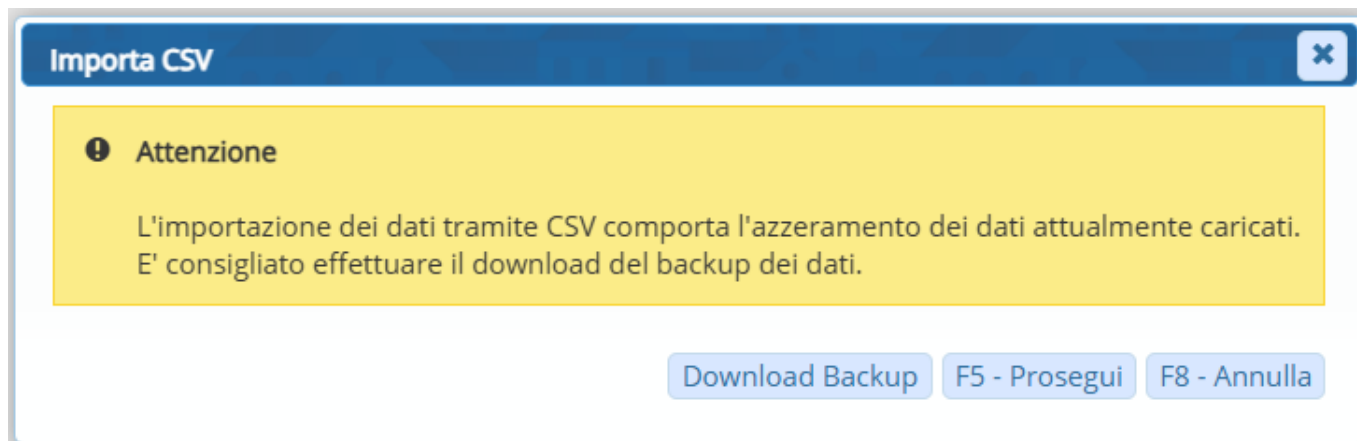 Importa CSV
Attenzione
L'importazione dei dati tramite CSV comporta l'azzeramento dei dati attualmente caricati.
E' consigliato effettuare il download del backup dei dati.
Download Backup F5 - Prosegui F8 - Annulla